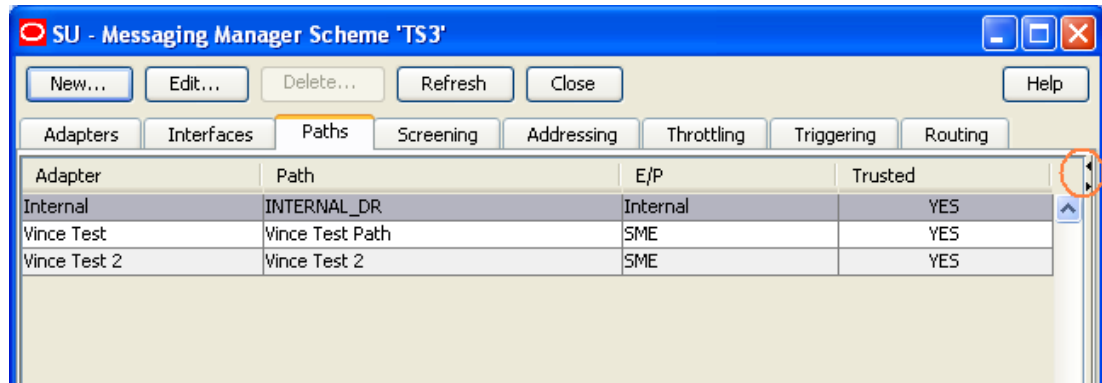 SU - Messaging Manager Scheme 'TS3'
New... Edit... Delete... Refresh Close Help
Adapters Interfaces Paths Screening Addressing Throttling Triggering Routing
Adapter Path E/P Trusted
Internal INTERNAL_DR Internal YES
Vince Test Vince Test Path SME YES
Vince Test 2 Vince Test 2 SME YES